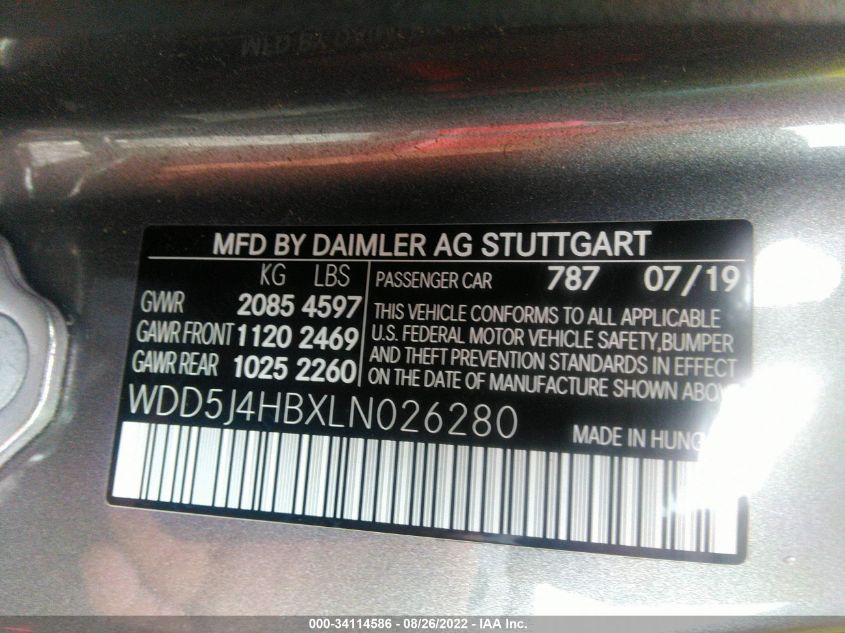 MFD BY DAIMLER AG STUTTGART
KG LBS
GVWR 2085 4597
GAWR FRONT 1120 2469
GAWR REAR 1025 2260
PASSENGER CAR 787 07/19
THIS VEHICLE CONFORMS TO ALL APPLICABLE
U.S. FEDERAL MOTOR VEHICLE SAFETY,BUMPER
AND THEFT PREVENTION STANDARDS IN EFFECT
ON THE DATE OF MANUFACTURE SHOWN
WDD5J4HBXLN026280
MADE IN
000-34114586 - 08/26/2022 - IAA Inc.